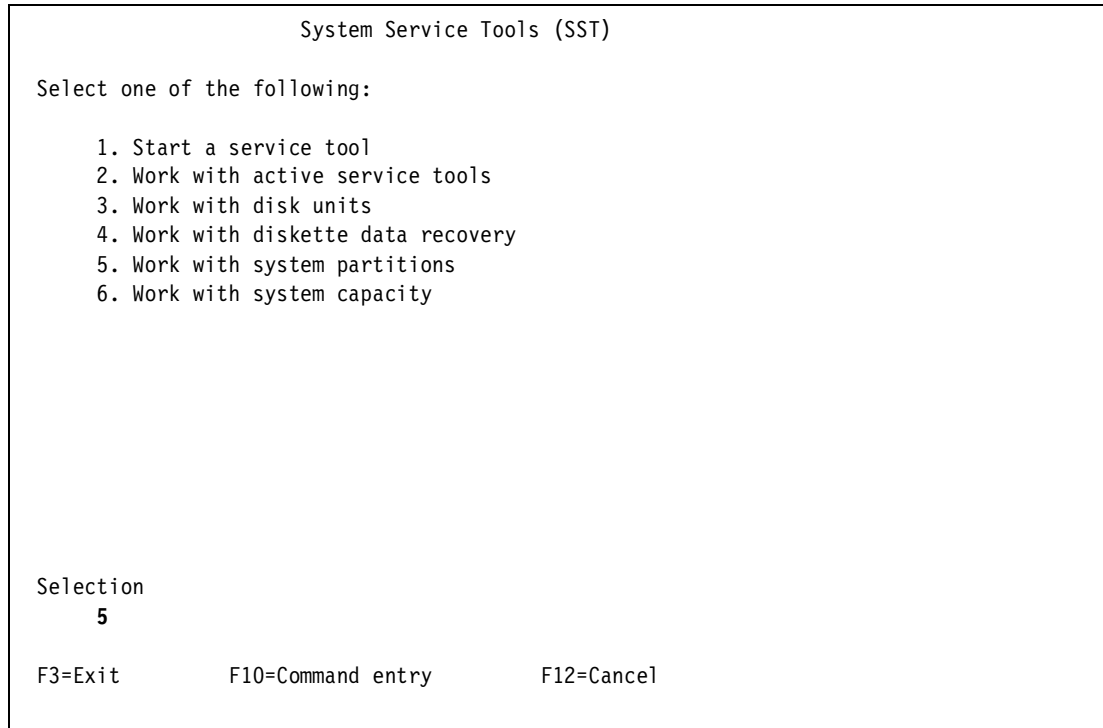 System Service Tools (SST)
Select one of the following:
1. Start a service tool
2. Work with active service tools
3. Work with disk units
4. Work with diskette data recovery
5. Work with system partitions
6. Work with system capacity
Selection
5
F3=Exit F10=Command entry F12=Cancel